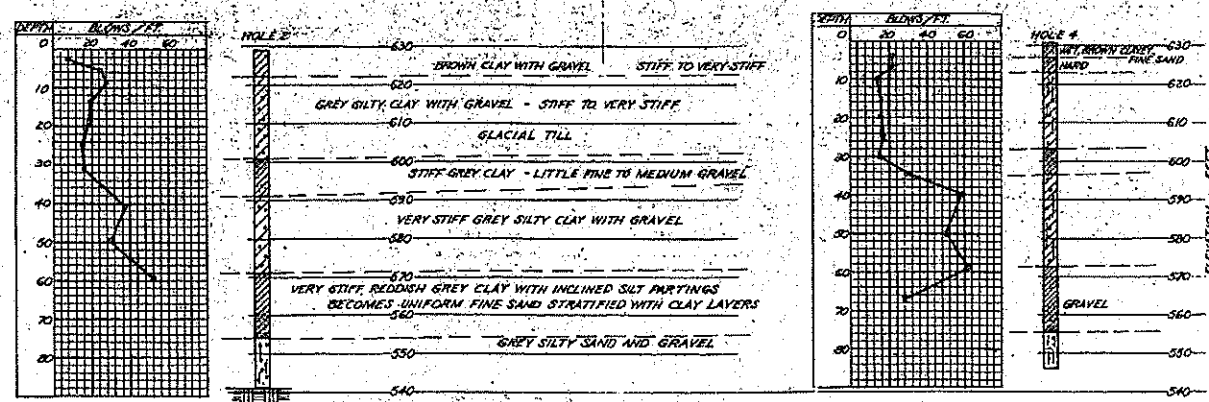 DEPTH BLOWS/FT.
0 20 40 60
10
20
30
40
50
60
70
80
HOLE 2
630
BROWN CLAY WITH GRAVEL STIFF TO VERY STIFF
620
GREY SILTY CLAY WITH GRAVEL - STIFF TO VERY STIFF
610
GLACIAL TILL
600
STIFF GREY CLAY - LITTLE FINE TO MEDIUM GRAVEL
590
VERY STIFF GREY SILTY CLAY WITH GRAVEL
580
570
VERY STIFF REDDISH GREY CLAY WITH INCLINED SILT PARTINGS
BECOMES UNIFORM FINE SAND STRATIFIED WITH CLAY LAYERS
560
GREY SILTY SAND AND GRAVEL
550
540
DEPTH BLOWS/FT.
0 20 40 60
10
20
30
40
50
60
70
80
HOLE 4
630
WET BROWN CLAYEY
FINE SAND
HARD
620
610
600
590
580
570
GRAVEL
560
550
540
ELEVATION FEET